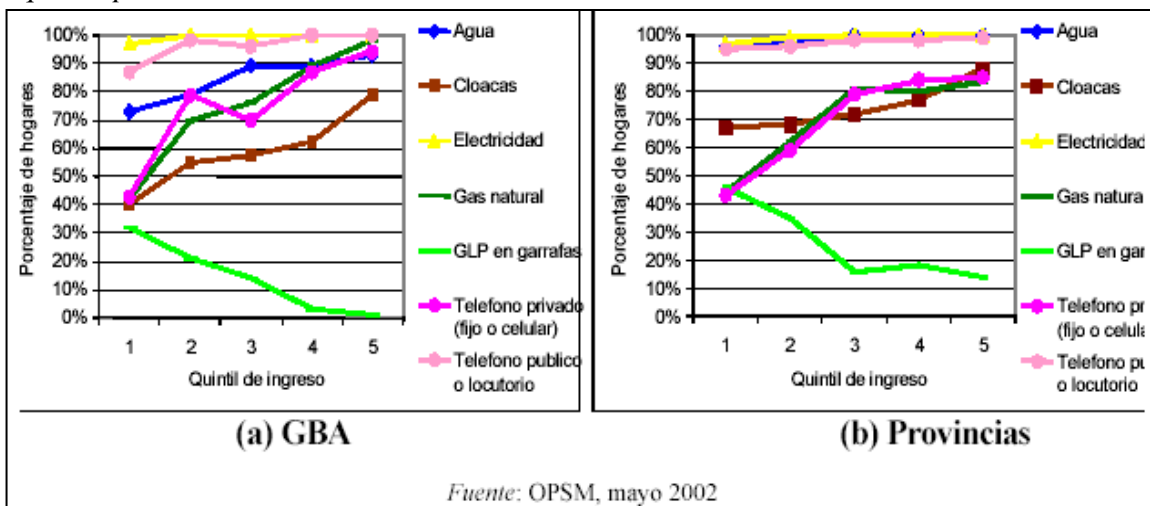 100%
90%
80%
70%
60%
50%
40%
30%
20%
10%
0%
Porcentaje de hogares
1 2 3 4 5
Quintil de ingreso
Agua
Cloacas
Electricidad
Gas natural
GLP en garrafas
Telefono privado
(fijo o celular)
Telefono publico
o locutorio
(a) GBA
100%
90%
80%
70%
60%
50%
40%
30%
20%
10%
0%
Porcentaje de hogares
1 2 3 4 5
Quintil de ingreso
Agua
Cloacas
Electricidad
Gas natura
GLP en gar
Telefono pr
(fijo o celula
Telefono pu
o locutorio
(b) Provincias
Fuente: OPSM, mayo 2002